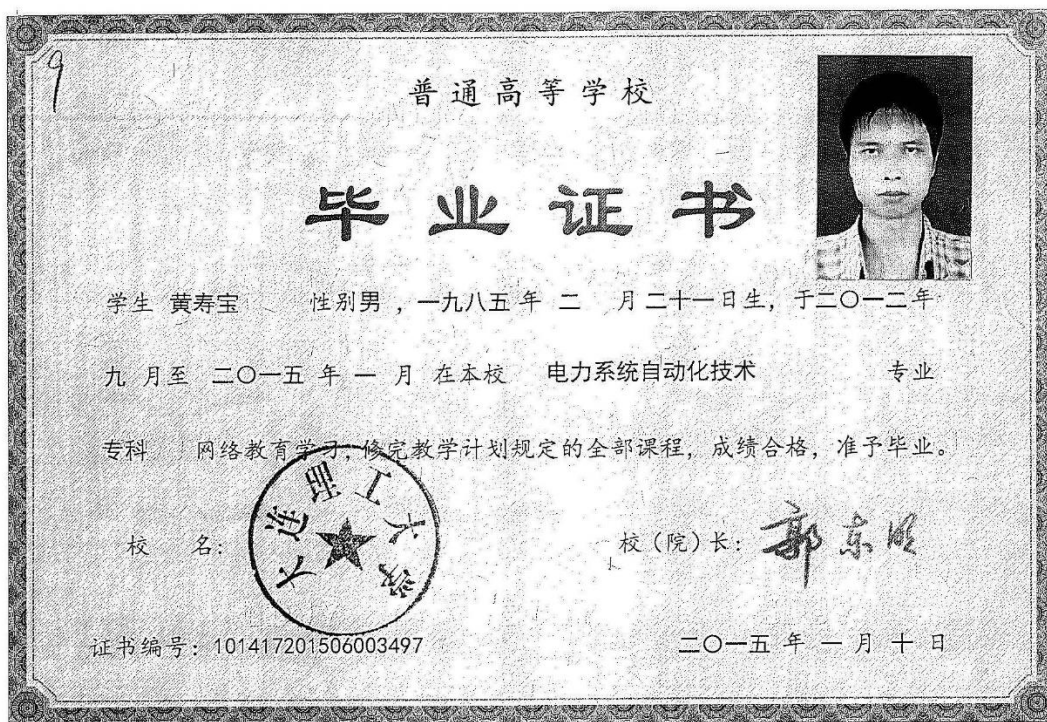 9
普通高等学校
毕业证书
学生 黄寿宝 性别男，一九八五年 二 月二十一日生，于二〇一二年
九 月至 二〇一五 年 一 月 在本校 电力系统自动化技术 专业
专科 网络教育学习，修完教学计划规定的全部课程，成绩合格，准予毕业。
大连理工大学
校 名： 校（院）长：郭东明
证书编号：101417201506003497 二〇一五 年 一 月 十 日